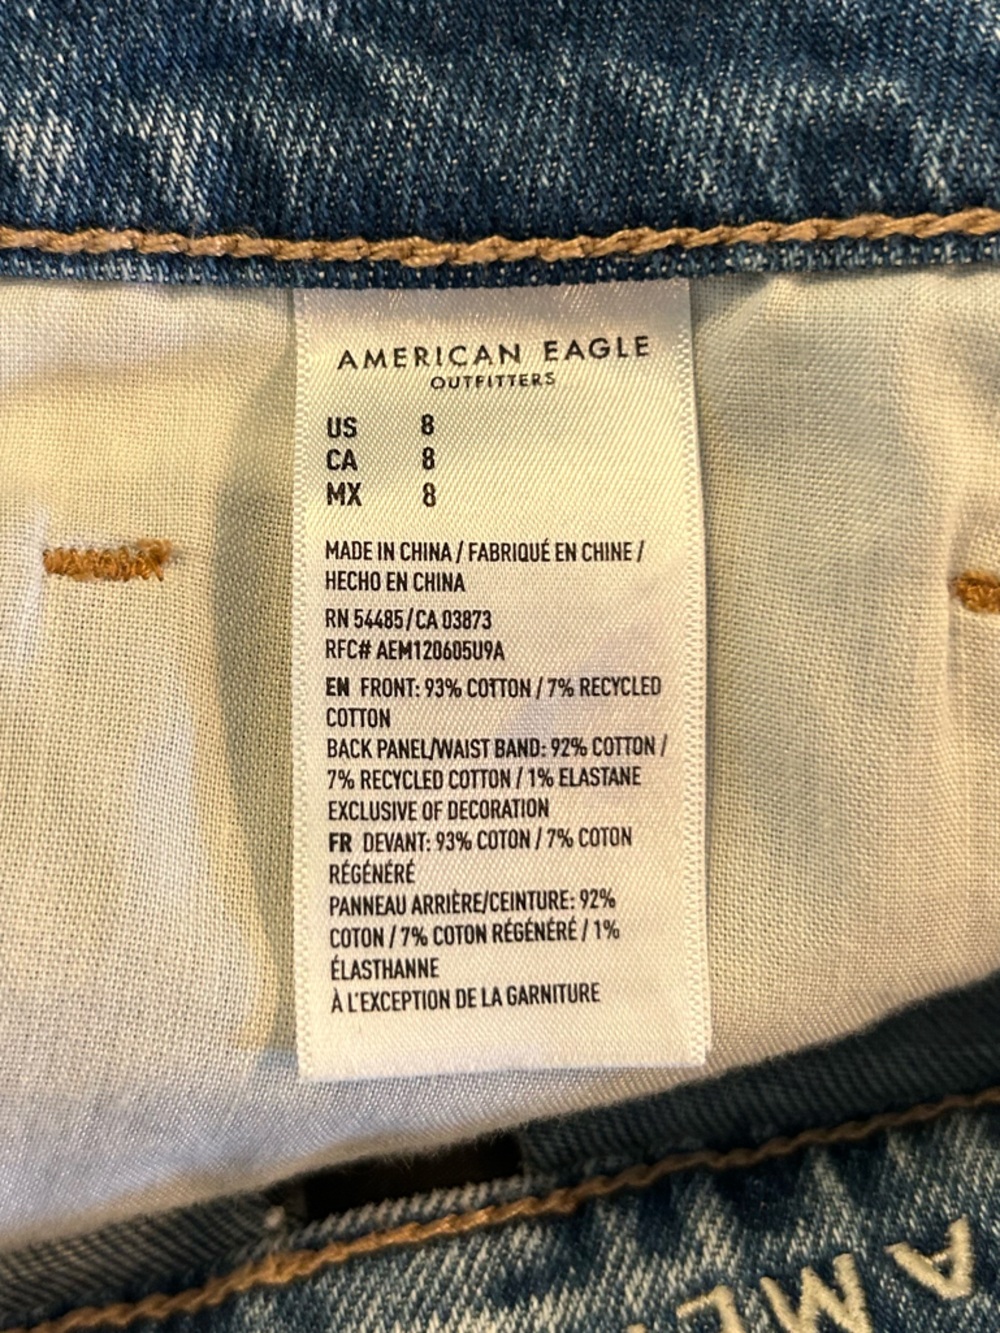 AMERICAN EAGLE
OUTFITTERS
US 8
CA 8
MX 8
MADE IN CHINA / FABRIQUÉ EN CHINE /
HECHO EN CHINA
RN 54485/CA 03873
RFC# AEM120605U9A
EN FRONT: 93% COTTON / 7% RECYCLED
COTTON
BACK PANEL/WAIST BAND: 92% COTTON /
7% RECYCLED COTTON / 1% ELASTANE
EXCLUSIVE OF DECORATION
FR DEVANT: 93% COTON / 7% COTON
RÉGÉNÉRÉ
PANNEAU ARRIÈRE/CEINTURE: 92%
COTON / 7% COTON RÉGÉNÉRÉ / 1%
ÉLASTHANNE
À L'EXCEPTION DE LA GARNITURE